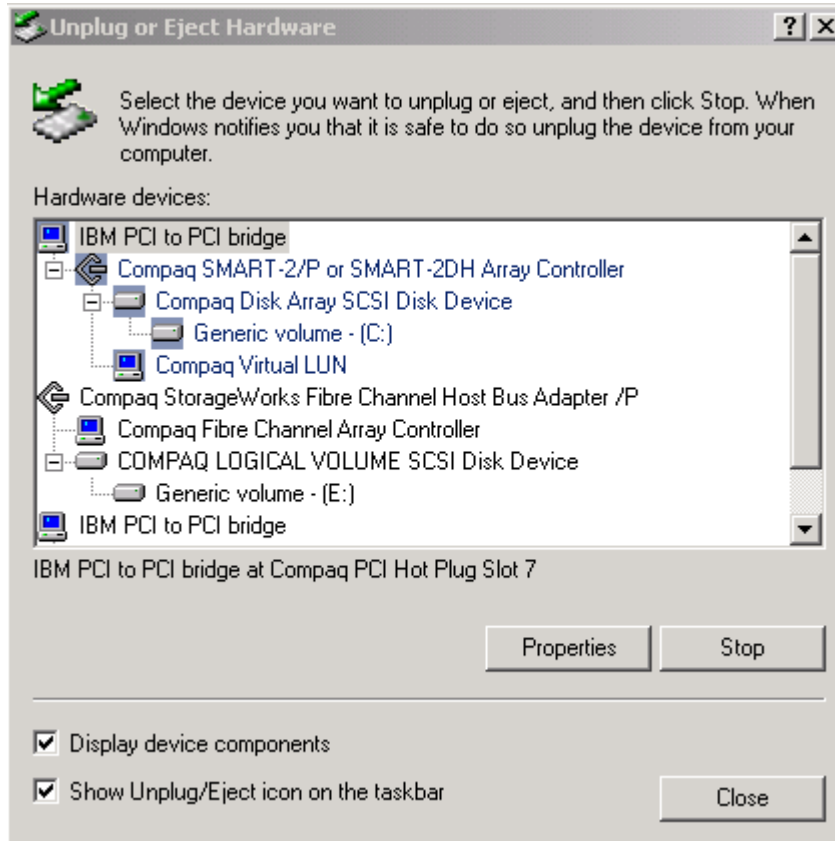 Unplug or Eject Hardware
Select the device you want to unplug or eject, and then click Stop. When
Windows notifies you that it is safe to do so unplug the device from your
computer.
Hardware devices:
IBM PCI to PCI bridge
Compaq SMART-2/P or SMART-2DH Array Controller
Compaq Disk Array SCSI Disk Device
Generic volume - (C:)
Compaq Virtual LUN
Compaq StorageWorks Fibre Channel Host Bus Adapter /P
Compaq Fibre Channel Array Controller
COMPAQ LOGICAL VOLUME SCSI Disk Device
Generic volume - (E:)
IBM PCI to PCI bridge
IBM PCI to PCI bridge at Compaq PCI Hot Plug Slot 7
Properties
Stop
Display device components
Show Unplug/Eject icon on the taskbar
Close